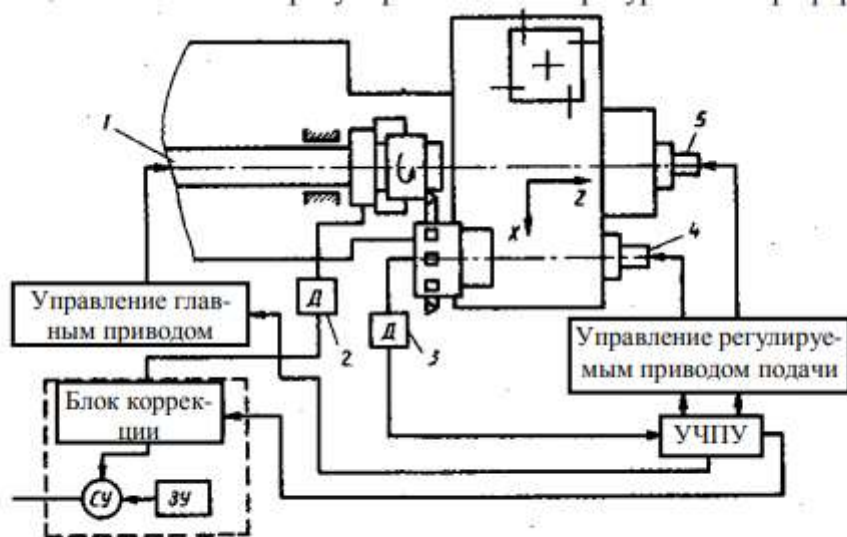 1
5
Z
X
4
Управление глав-
ным приводом
Д
2
Д
3
Управление регулируе-
мым приводом подачи
Блок коррек-
ции
УЧПУ
СУ
ЗУ